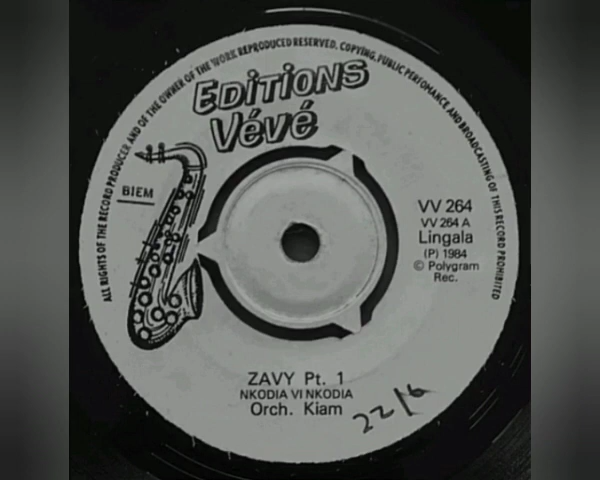 ALL RIGHTS OF THE RECORD PRODUCER AND OF THE OWNER OF THE WORK REPRODUCED RESERVED. COPYING, PUBLIC PERFOMANCE AND BROADCASTING OF THIS RECORD PROHIBITED
EDiTiONS
Vévé
BIEM
VV 264
VV 264 A
Lingala
(P) 1984
© Polygram
Rec.
ZAVY Pt. 1
NKODIA VI NKODIA
Orch. Kiam
22/6